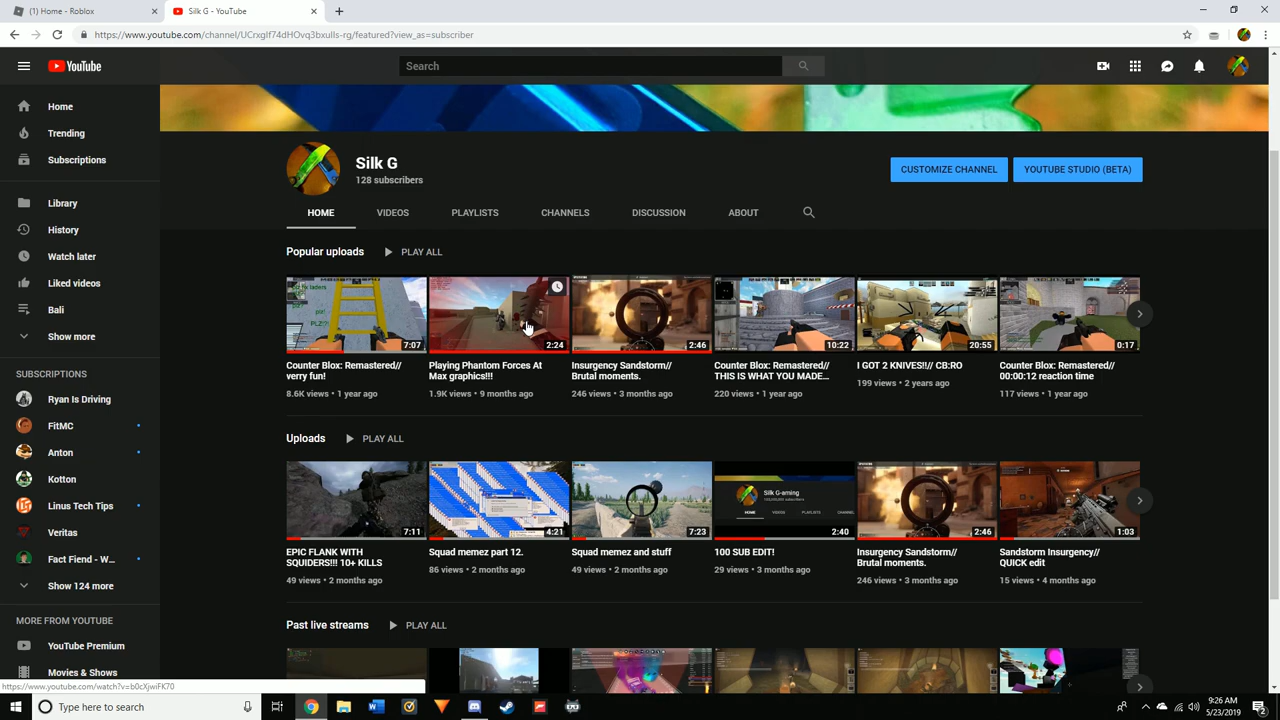 (1) Home - Roblox
Silk G - YouTube
https://www.youtube.com/channel/UCrxgIf74dHOvq3bxulls-rg/featured?view_as=subscriber
YouTube
Search
Home
Trending
Subscriptions
Library
History
Watch later
Liked videos
Bali
Show more
SUBSCRIPTIONS
Ryan Is Driving
FitMC
Anton
Kotton
Linus Tech Tips
Veritas
Fact Fiend - W...
Show 124 more
MORE FROM YOUTUBE
YouTube Premium
Movies & Shows
Silk G
128 subscribers
CUSTOMIZE CHANNEL
YOUTUBE STUDIO (BETA)
HOME
VIDEOS
PLAYLISTS
CHANNELS
DISCUSSION
ABOUT
Popular uploads
PLAY ALL
7:07
Counter Blox: Remastered//
verry fun!
8.6K views • 1 year ago
2:24
Playing Phantom Forces At
Max graphics!!!
1.9K views • 9 months ago
2:46
Insurgency Sandstorm//
Brutal moments.
246 views • 3 months ago
10:22
Counter Blox: Remastered//
THIS IS WHAT YOU MADE...
220 views • 1 year ago
20:55
I GOT 2 KNIVES!!// CB:RO
199 views • 2 years ago
0:17
Counter Blox: Remastered//
00:00:12 reaction time
117 views • 1 year ago
Uploads
PLAY ALL
7:11
EPIC FLANK WITH
SQUIDERS!!! 10+ KILLS
49 views • 2 months ago
4:21
Squad memez part 12.
86 views • 2 months ago
7:23
Squad memez and stuff
49 views • 2 months ago
Silk G-aming
2:40
100 SUB EDIT!
29 views • 3 months ago
2:46
Insurgency Sandstorm//
Brutal moments.
246 views • 3 months ago
1:03
Sandstorm Insurgency//
QUICK edit
15 views • 4 months ago
Past live streams
PLAY ALL
https://www.youtube.com/watch?v=b0cXjwiFK70
Type here to search
9:26 AM
5/23/2019
2